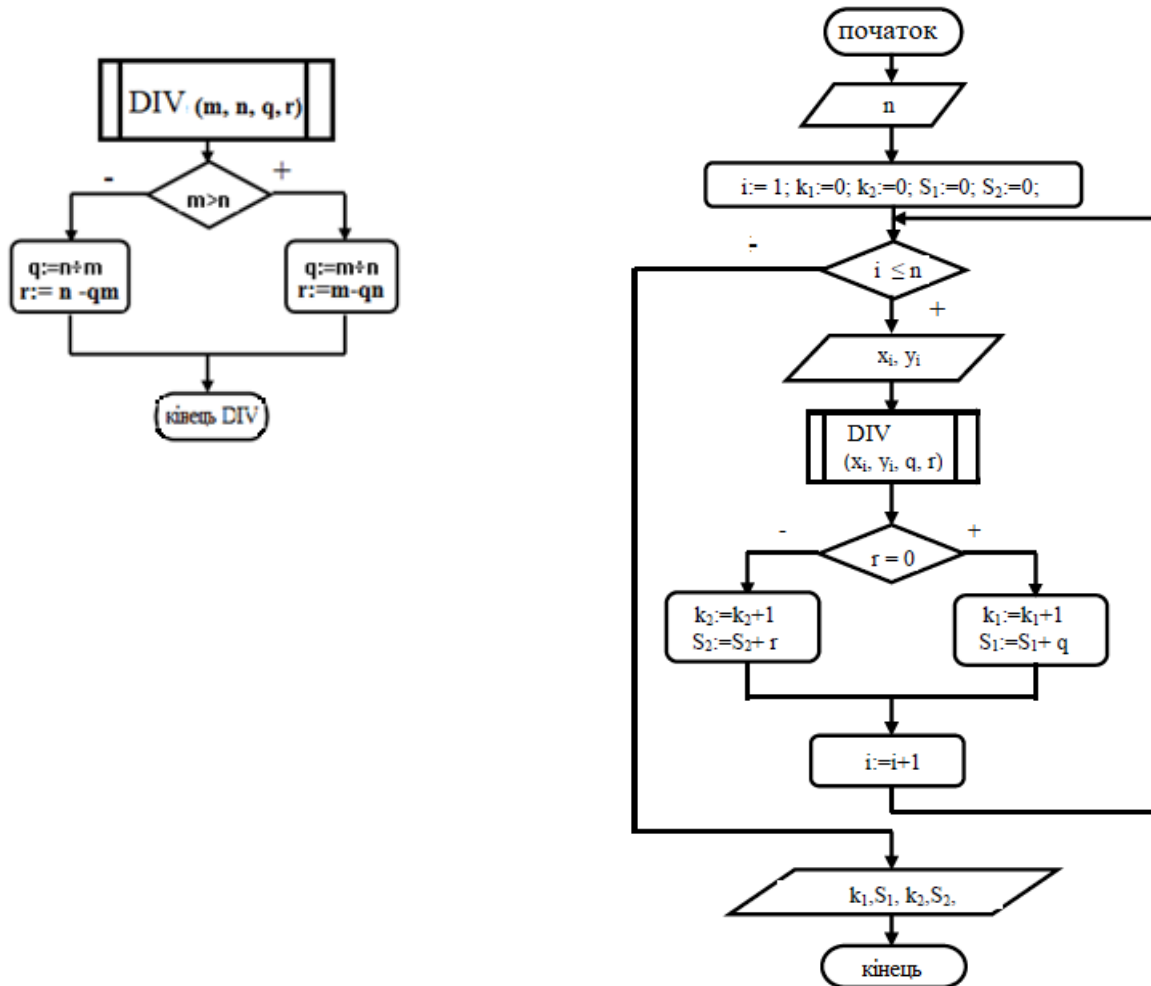 DIV (m, n, q, r)
-
+
m>n
q:=n÷m
r:= n -qm
q:=m÷n
r:=m-qn
кінець DIV
початок
n
i:= 1; k₁:=0; k₂:=0; S₁:=0; S₂:=0;
-
i ≤ n
+
xᵢ, yᵢ
DIV
(xᵢ, yᵢ, q, r)
-
+
r = 0
k₂:=k₂+1
S₂:=S₂+ r
k₁:=k₁+1
S₁:=S₁+ q
i:=i+1
k₁,S₁, k₂,S₂,
кінець